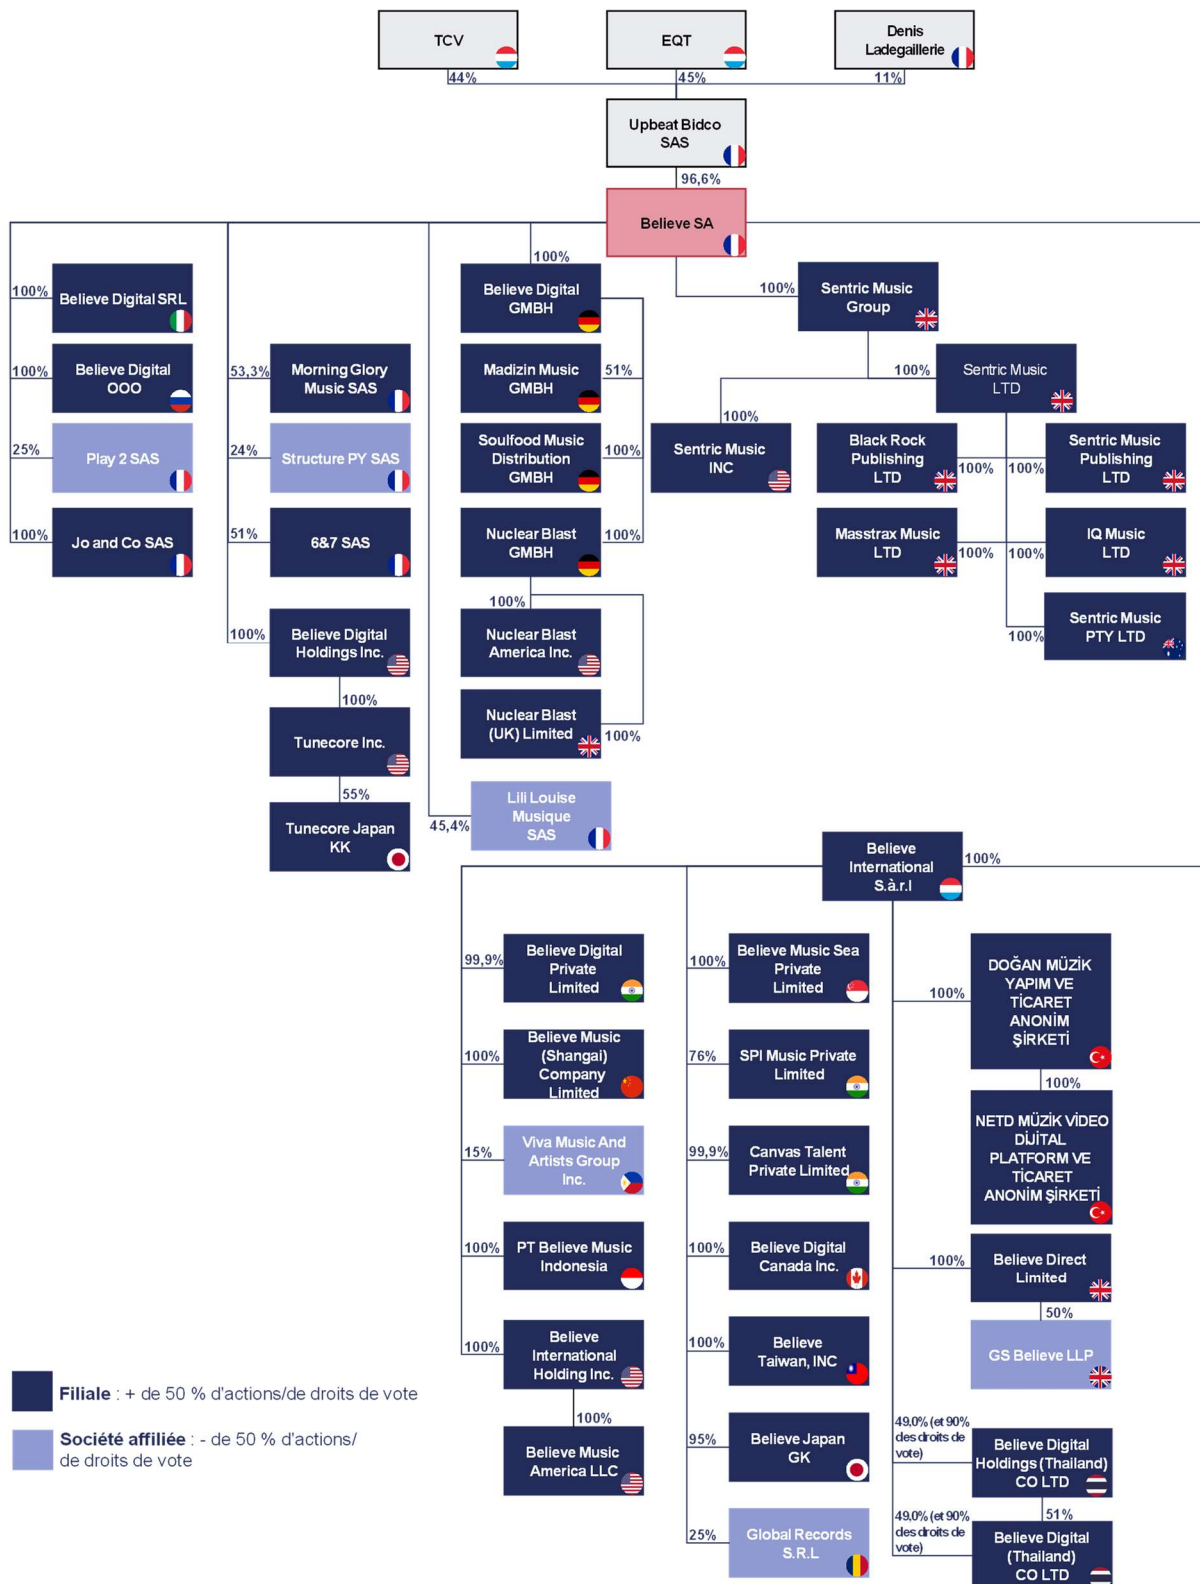 TCV
EQT
Denis
Ladegaillerie
44%
45%
11%
Upbeat Bidco
SAS
96,6%
Believe SA
100%
Believe Digital SRL
100%
Believe Digital
OOO
25%
Play 2 SAS
100%
Jo and Co SAS
53,3%
Morning Glory
Music SAS
24%
Structure PY SAS
51%
6&7 SAS
100%
Believe Digital
Holdings Inc.
100%
Tunecore Inc.
55%
Tunecore Japan
KK
100%
Believe Digital
GMBH
Madizin Music
GMBH
51%
Soulfood Music
Distribution
GMBH
100%
Nuclear Blast
GMBH
100%
100%
Nuclear Blast
America Inc.
Nuclear Blast
(UK) Limited
100%
45,4%
Lili Louise
Musique
SAS
100%
Sentric Music
Group
100%
Sentric Music
LTD
100%
Sentric Music
INC
Black Rock
Publishing
LTD
100%
100%
Sentric Music
Publishing
LTD
Masstrax Music
LTD
100%
100%
IQ Music
LTD
100%
Sentric Music
PTY LTD
Believe
International
S.à.r.l
100%
99,9%
Believe Digital
Private
Limited
100%
Believe Music
(Shangai)
Company
Limited
15%
Viva Music And
Artists Group
Inc.
100%
PT Believe Music
Indonesia
100%
Believe
International
Holding Inc.
100%
Believe Music
America LLC
100%
Believe Music Sea
Private
Limited
76%
SPI Music Private
Limited
99,9%
Canvas Talent
Private Limited
100%
Believe Digital
Canada Inc.
100%
Believe
Taiwan, INC
95%
Believe Japan
GK
25%
Global Records
S.R.L
100%
DOĞAN MÜZİK
YAPIM VE
TİCARET
ANONİM
ŞİRKETİ
100%
NETD MÜZİK VİDEO
DİJİTAL
PLATFORM VE
TİCARET
ANONİM ŞİRKETİ
100%
Believe Direct
Limited
50%
GS Believe LLP
49,0% (et 90%
des droits de
vote)
Believe Digital
Holdings (Thailand)
CO LTD
51%
49,0% (et 90%
des droits de
vote)
Believe Digital
(Thailand)
CO LTD
Filiale : + de 50 % d'actions/de droits de vote
Société affiliée : - de 50 % d'actions/
de droits de vote